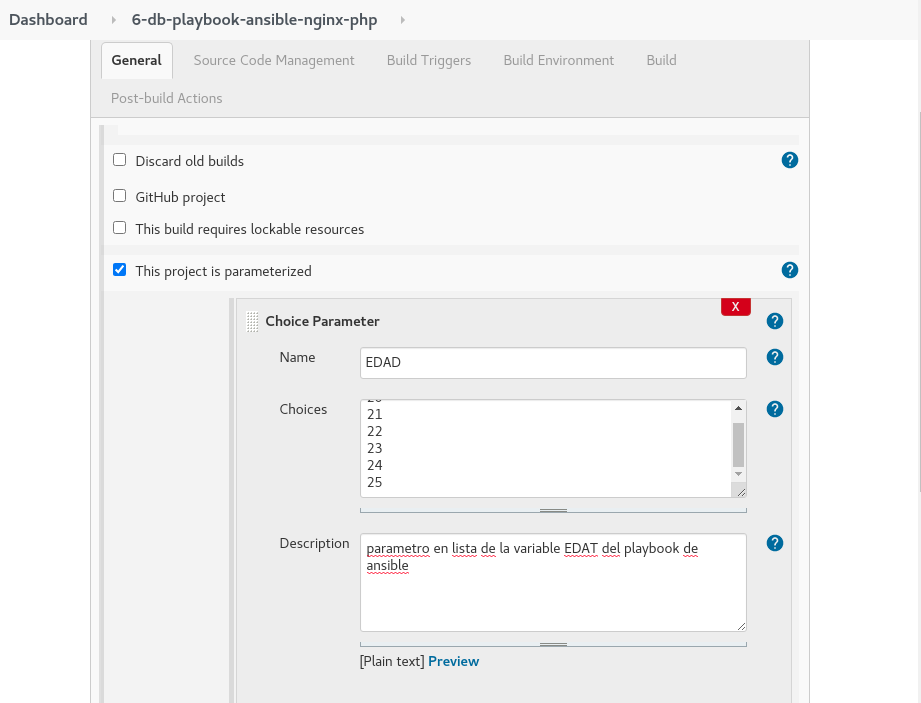 Dashboard 6-db-playbook-ansible-nginx-php
General Source Code Management Build Triggers Build Environment Build
Post-build Actions
Discard old builds ?
GitHub project
This build requires lockable resources
This project is parameterized ?
X
Choice Parameter ?
Name EDAD ?
Choices ?
21
22
23
24
25
Description ?
parametro en lista de la variable EDAT del playbook de
ansible
[Plain text] Preview